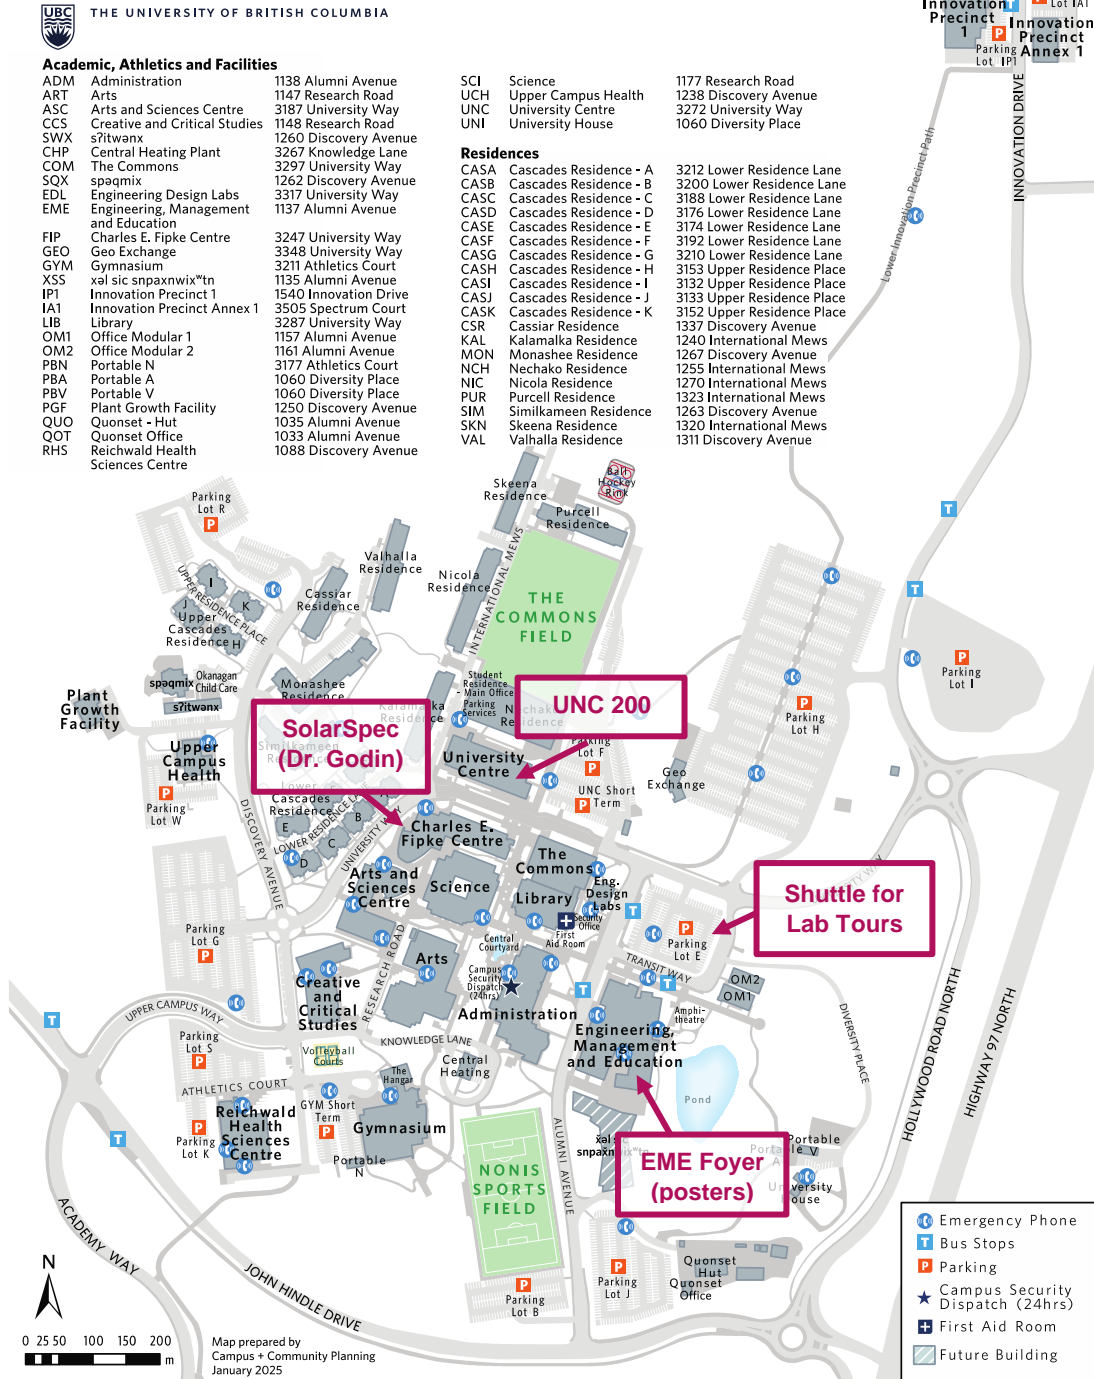 UBC
THE UNIVERSITY OF BRITISH COLUMBIA
Academic, Athletics and Facilities
ADM Administration 1138 Alumni Avenue
ART Arts 1147 Research Road
ASC Arts and Sciences Centre 3187 University Way
CCS Creative and Critical Studies 1148 Research Road
SWX sʔitwənx 1260 Discovery Avenue
CHP Central Heating Plant 3267 Knowledge Lane
COM The Commons 3297 University Way
SQX spəqmix 1262 Discovery Avenue
EDL Engineering Design Labs 3317 University Way
EME Engineering, Management 1137 Alumni Avenue
and Education
FIP Charles E. Fipke Centre 3247 University Way
GEO Geo Exchange 3348 University Way
GYM Gymnasium 3211 Athletics Court
XSS xəl sic snpaxnwixʷtn 1135 Alumni Avenue
IP1 Innovation Precinct 1 1540 Innovation Drive
IA1 Innovation Precinct Annex 1 3505 Spectrum Court
LIB Library 3287 University Way
OM1 Office Modular 1 1157 Alumni Avenue
OM2 Office Modular 2 1161 Alumni Avenue
PBN Portable N 3177 Athletics Court
PBA Portable A 1060 Diversity Place
PBV Portable V 1060 Diversity Place
PGF Plant Growth Facility 1250 Discovery Avenue
QUO Quonset - Hut 1035 Alumni Avenue
QOT Quonset Office 1033 Alumni Avenue
RHS Reichwald Health 1088 Discovery Avenue
Sciences Centre
SCI Science 1177 Research Road
UCH Upper Campus Health 1238 Discovery Avenue
UNC University Centre 3272 University Way
UNI University House 1060 Diversity Place
Residences
CASA Cascades Residence - A 3212 Lower Residence Lane
CASB Cascades Residence - B 3200 Lower Residence Lane
CASC Cascades Residence - C 3188 Lower Residence Lane
CASD Cascades Residence - D 3176 Lower Residence Lane
CASE Cascades Residence - E 3174 Lower Residence Lane
CASF Cascades Residence - F 3192 Lower Residence Lane
CASG Cascades Residence - G 3210 Lower Residence Lane
CASH Cascades Residence - H 3153 Upper Residence Place
CASI Cascades Residence - I 3132 Upper Residence Place
CASJ Cascades Residence - J 3133 Upper Residence Place
CASK Cascades Residence - K 3152 Upper Residence Place
CSR Cassiar Residence 1337 Discovery Avenue
KAL Kalamalka Residence 1240 International Mews
MON Monashee Residence 1267 Discovery Avenue
NCH Nechako Residence 1255 International Mews
NIC Nicola Residence 1270 International Mews
PUR Purcell Residence 1323 International Mews
SIM Similkameen Residence 1263 Discovery Avenue
SKN Skeena Residence 1320 International Mews
VAL Valhalla Residence 1311 Discovery Avenue
Innovation
Precinct
1
Parking
Lot IP1
Lot IA1
Innovation
Precinct
Annex 1
INNOVATION DRIVE
Lower Innovation Precinct Path
Ball
Hockey
Rink
Skeena
Residence
Purcell
Residence
Parking
Lot R
Valhalla
Residence
Nicola
Residence
INTERNATIONAL MEWS
THE
COMMONS
FIELD
Cassiar
Residence
UPPER RESIDENCE PLACE
I
K
J
Upper
Cascades
Residence H
spəqmix
Okanagan
Child Care
sʔitwənx
Monashee
Residence
Plant
Growth
Facility
Student
Residence
- Main Office
Parking
Services
Kalamalka
Residence
Nechako
Residence
UNC 200
SolarSpec
(Dr. Godin)
Similkameen
Residence
Upper
Campus
Health
Parking
Lot W
University
Centre
Parking
Lot F
UNC Short
Term
Geo
Exchange
Parking
Lot H
Parking
Lot I
Lower
Cascades
Residence
A
B
C
D
E
LOWER RESIDENCE LANE
UNIVERSITY WAY
DISCOVERY AVENUE
Charles E.
Fipke Centre
The
Commons
Arts and
Sciences
Centre
Science
Library
Eng.
Design
Labs
Security
Office
First
Aid Room
Shuttle for
Lab Tours
UNIVERSITY WAY
Parking
Lot E
TRANSIT WAY
Parking
Lot G
RESEARCH ROAD
Arts
Central
Courtyard
Campus
Security
Dispatch
(24hrs)
Administration
OM2
OM1
Amphi-
theatre
Creative
and
Critical
Studies
UPPER CAMPUS WAY
Engineering,
Management
and Education
DIVERSITY PLACE
HOLLYWOOD ROAD NORTH
HIGHWAY 97 NORTH
Parking
Lot S
Volleyball
Courts
KNOWLEDGE LANE
Central
Heating
The
Hangar
Pond
ATHLETICS COURT
GYM Short
Term
Reichwald
Health
Sciences
Centre
Parking
Lot K
Gymnasium
Portable
N
NONIS
SPORTS
FIELD
ALUMNI AVENUE
EME Foyer
(posters)
Portable
V
University
House
ACADEMY WAY
JOHN HINDLE DRIVE
Parking
Lot B
Parking
Lot J
Quonset
Hut
Quonset
Office
N
0 25 50 100 150 200
m
Map prepared by
Campus + Community Planning
January 2025
Emergency Phone
T Bus Stops
P Parking
Campus Security
Dispatch (24hrs)
First Aid Room
Future Building